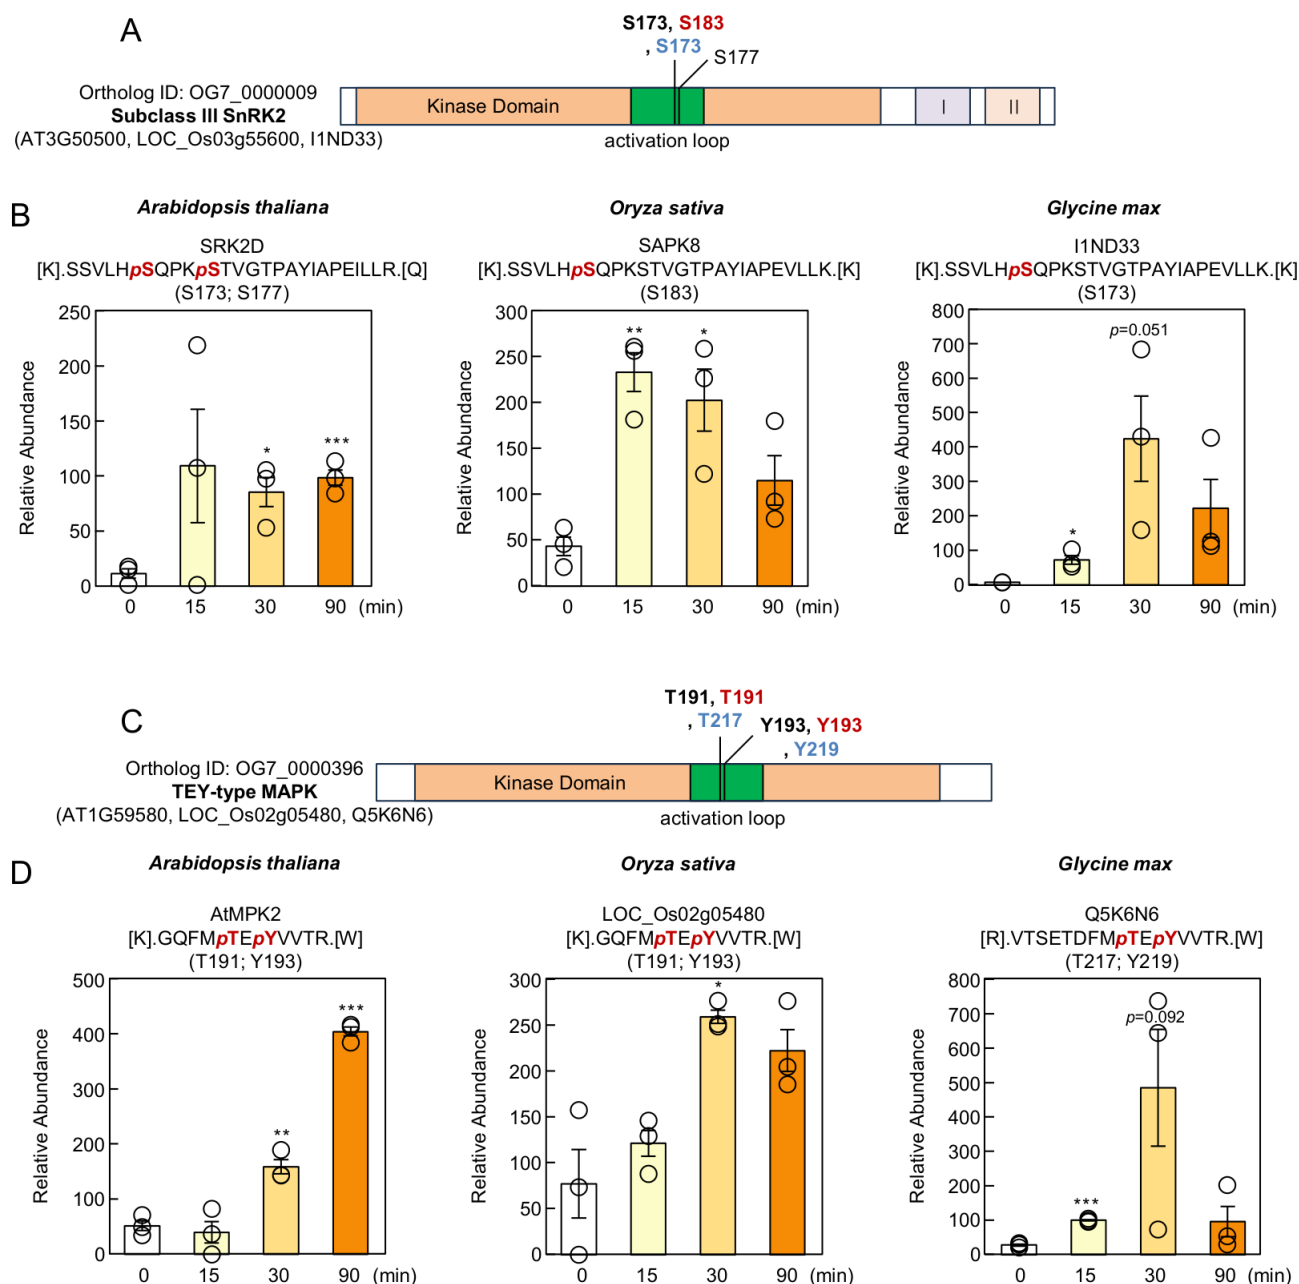 A
S173, S183
, S173
S177
Ortholog ID: OG7_0000009
Subclass III SnRK2
(AT3G50500, LOC_Os03g55600, I1ND33)
Kinase Domain
I
II
activation loop
B
Arabidopsis thaliana
Oryza sativa
Glycine max
SRK2D
[K].SSVLHpSQPKpSTVGTPAYIAPEILLR.[Q]
(S173; S177)
Relative Abundance
250
200
150
100
50
0
*
***
0 15 30 90 (min)
SAPK8
[K].SSVLHpSQPKSTVGTPAYIAPEVLLK.[K]
(S183)
Relative Abundance
300
250
200
150
100
50
0
**
*
0 15 30 90 (min)
I1ND33
[K].SSVLHpSQPKSTVGTPAYIAPEVLLK.[K]
(S173)
Relative Abundance
800
700
600
500
400
300
200
100
0
*
p=0.051
0 15 30 90 (min)
C
T191, T191
, T217
Y193, Y193
, Y219
Ortholog ID: OG7_0000396
TEY-type MAPK
(AT1G59580, LOC_Os02g05480, Q5K6N6)
Kinase Domain
activation loop
D
Arabidopsis thaliana
Oryza sativa
Glycine max
AtMPK2
[K].GQFMpTEpYVVTR.[W]
(T191; Y193)
Relative Abundance
500
400
300
200
100
0
**
***
0 15 30 90 (min)
LOC_Os02g05480
[K].GQFMpTEpYVVTR.[W]
(T191; Y193)
Relative Abundance
300
250
200
150
100
50
0
*
0 15 30 90 (min)
Q5K6N6
[R].VTSETDFMpTEpYVVTR.[W]
(T217; Y219)
Relative Abundance
800
700
600
500
400
300
200
100
0
***
p=0.092
0 15 30 90 (min)